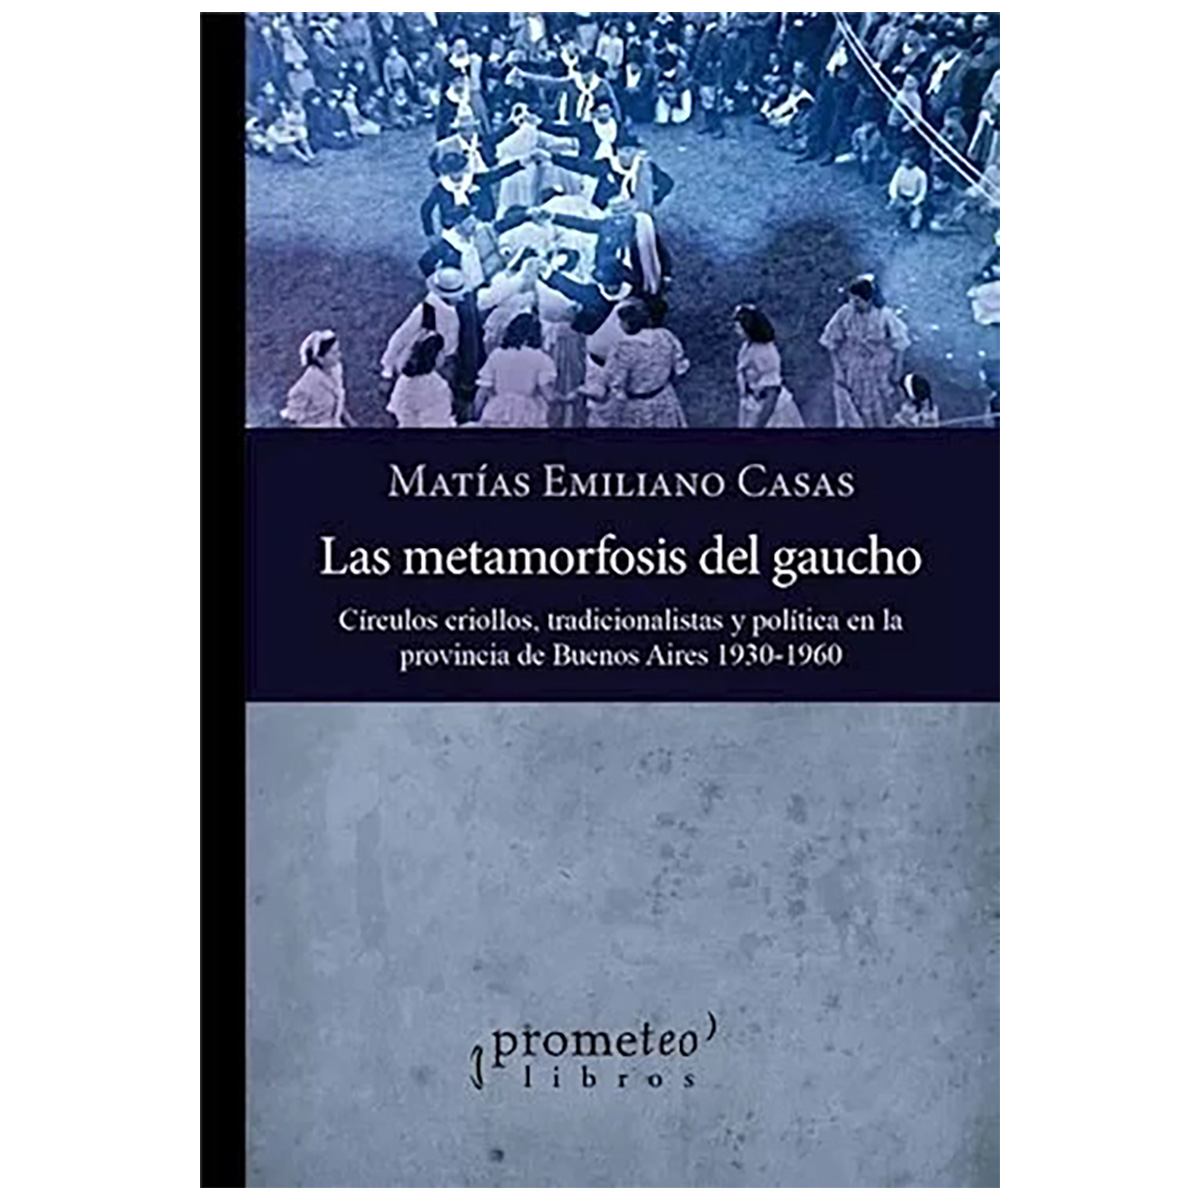 MATÍAS EMILIANO CASAS
Las metamorfosis del gaucho
Círculos criollos, tradicionalistas y política en la
provincia de Buenos Aires 1930-1960
prometeo
libros